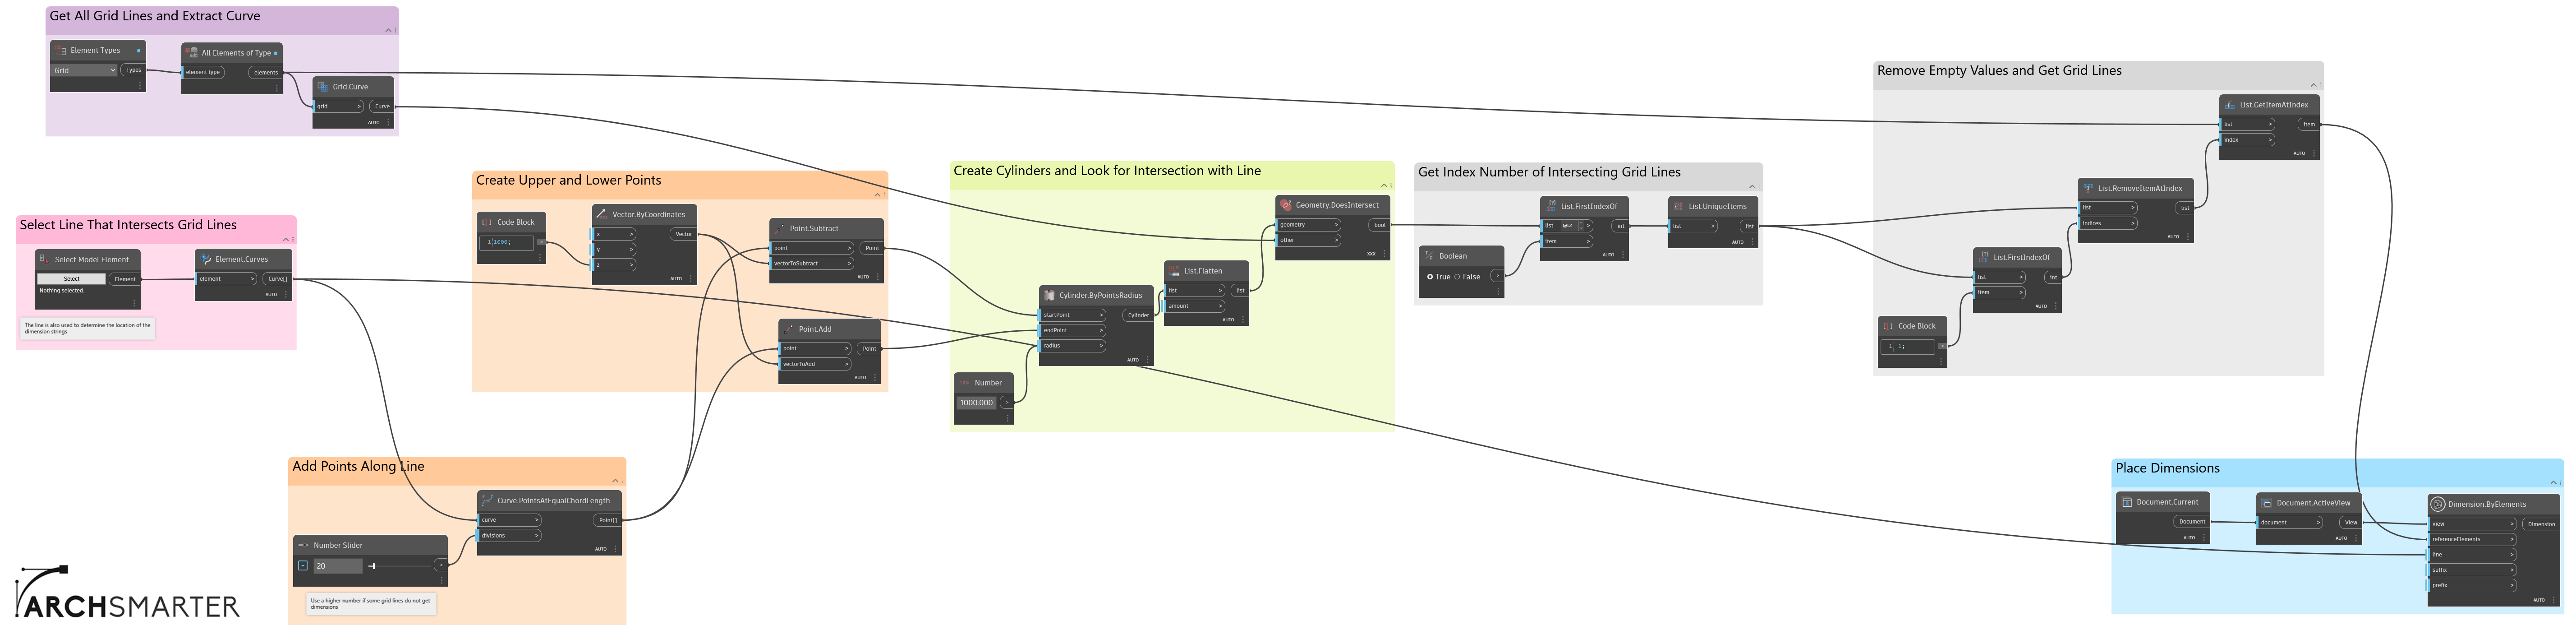 Get All Grid Lines and Extract Curve
Element Types
Grid
Types
All Elements of Type
element type
elements
Grid.Curve
grid >
Curve
AUTO
Select Line That Intersects Grid Lines
Select Model Element
Select
Element
Nothing selected.
Element.Curves
element >
Curve[]
AUTO
The line is also used to determine the location of the
dimension strings
Create Upper and Lower Points
Code Block
1 1000;
>
Vector.ByCoordinates
x >
Vector
y >
z >
AUTO
Point.Subtract
point >
Point
vectorToSubtract >
AUTO
Point.Add
point >
Point
vectorToAdd >
AUTO
Add Points Along Line
Number Slider
20
>
Use a higher number if some grid lines do not get
dimensions
Curve.PointsAtEqualChordLength
curve >
Point[]
divisions >
AUTO
Create Cylinders and Look for Intersection with Line
Number
1000.000
>
Cylinder.ByPointsRadius
startPoint >
Cylinder
endPoint >
radius >
AUTO
List.Flatten
list >
list
amount >
AUTO
Geometry.DoesIntersect
geometry >
bool
other >
XXX
Get Index Number of Intersecting Grid Lines
Boolean
True False
>
List.FirstIndexOf
list @L2 >
int
item >
AUTO
List.UniqueItems
list >
list
AUTO
Remove Empty Values and Get Grid Lines
Code Block
1 -1;
>
List.FirstIndexOf
list >
int
item >
AUTO
List.RemoveItemAtIndex
list >
list
indices >
AUTO
List.GetItemAtIndex
list >
item
index >
AUTO
Place Dimensions
Document.Current
Document
AUTO
Document.ActiveView
document >
View
AUTO
Dimension.ByElements
view >
Dimension
referenceElements >
line >
suffix >
prefix >
AUTO
ARCHSMARTER